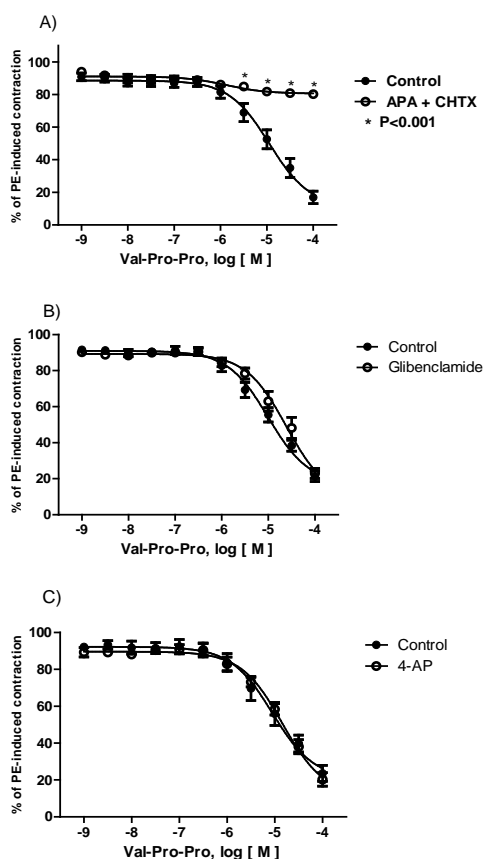 A)
100
80
60
40
20
0
% of PE-induced contraction
* * * *
-9 -8 -7 -6 -5 -4
Val-Pro-Pro, log [ M ]
Control
APA + CHTX
* P<0.001
B)
100
80
60
40
20
0
% of PE-induced contraction
-9 -8 -7 -6 -5 -4
Val-Pro-Pro, log [ M ]
Control
Glibenclamide
C)
100
80
60
40
20
0
% of PE-induced contraction
-9 -8 -7 -6 -5 -4
Val-Pro-Pro, log [ M ]
Control
4-AP